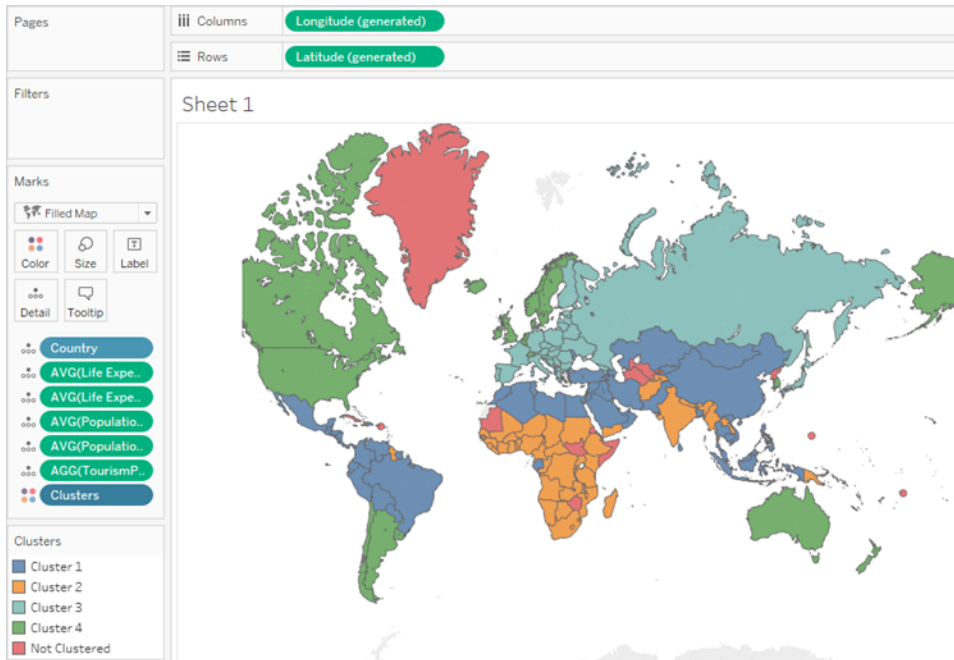 Pages
Columns
Longitude (generated)
Rows
Latitude (generated)
Filters
Sheet 1
Marks
Filled Map
Color
Size
T
Label
Detail
Tooltip
Country
AVG(Life Expe..
AVG(Life Expe..
AVG(Populatio..
AVG(Populatio..
AGG(TourismP..
Clusters
Clusters
Cluster 1
Cluster 2
Cluster 3
Cluster 4
Not Clustered